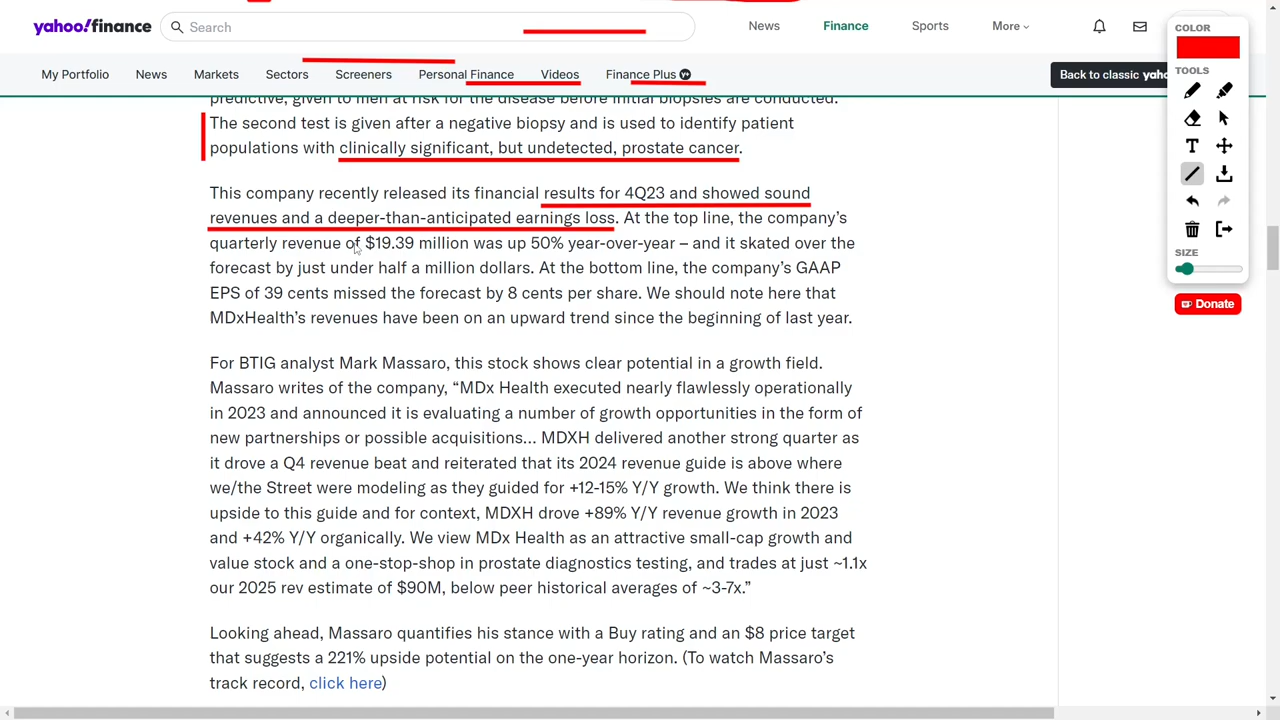 yahoo!finance
Search
News
Finance
Sports
More
My Portfolio
News
Markets
Sectors
Screeners
Personal Finance
Videos
Finance Plus
Back to classic
COLOR
TOOLS
T
SIZE
Donate
predictive, given to men at risk for the disease before initial biopsies are conducted.
The second test is given after a negative biopsy and is used to identify patient
populations with clinically significant, but undetected, prostate cancer.
This company recently released its financial results for 4Q23 and showed sound
revenues and a deeper-than-anticipated earnings loss. At the top line, the company's
quarterly revenue of $19.39 million was up 50% year-over-year – and it skated over the
forecast by just under half a million dollars. At the bottom line, the company's GAAP
EPS of 39 cents missed the forecast by 8 cents per share. We should note here that
MDxHealth's revenues have been on an upward trend since the beginning of last year.
For BTIG analyst Mark Massaro, this stock shows clear potential in a growth field.
Massaro writes of the company, “MDx Health executed nearly flawlessly operationally
in 2023 and announced it is evaluating a number of growth opportunities in the form of
new partnerships or possible acquisitions… MDXH delivered another strong quarter as
it drove a Q4 revenue beat and reiterated that its 2024 revenue guide is above where
we/the Street were modeling as they guided for +12-15% Y/Y growth. We think there is
upside to this guide and for context, MDXH drove +89% Y/Y revenue growth in 2023
and +42% Y/Y organically. We view MDx Health as an attractive small-cap growth and
value stock and a one-stop-shop in prostate diagnostics testing, and trades at just ~1.1x
our 2025 rev estimate of $90M, below peer historical averages of ~3-7x.”
Looking ahead, Massaro quantifies his stance with a Buy rating and an $8 price target
that suggests a 221% upside potential on the one-year horizon. (To watch Massaro's
track record, click here)